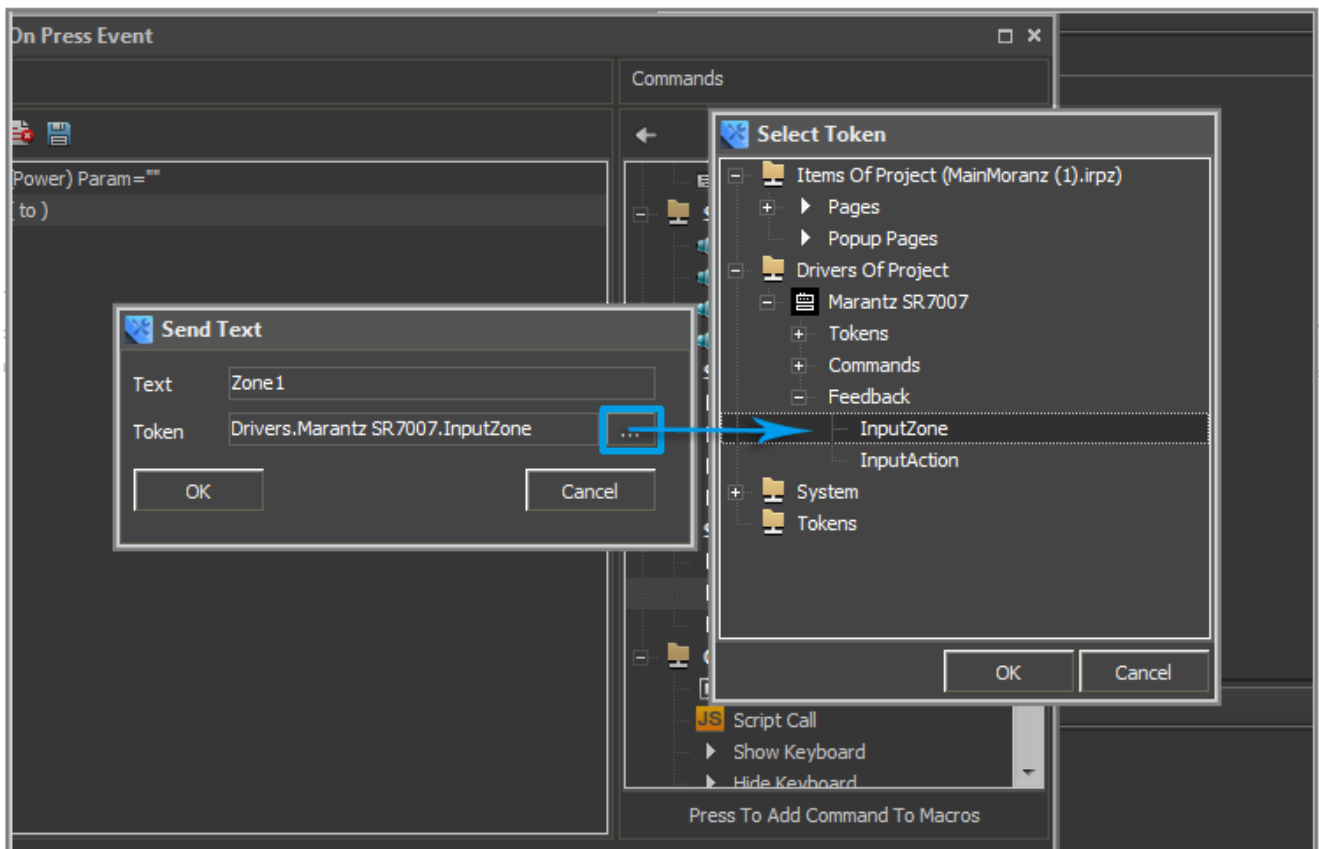 On Press Event
Commands
Power) Param=""
to )
Select Token
Items Of Project (MainMoranz (1).irpz)
Pages
Popup Pages
Drivers Of Project
Marantz SR7007
Tokens
Commands
Feedback
InputZone
InputAction
System
Tokens
OK
Cancel
Send Text
Text
Zone1
Token
Drivers.Marantz SR7007.InputZone
...
OK
Cancel
JS
Script Call
Show Keyboard
Hide Keyboard
Press To Add Command To Macros